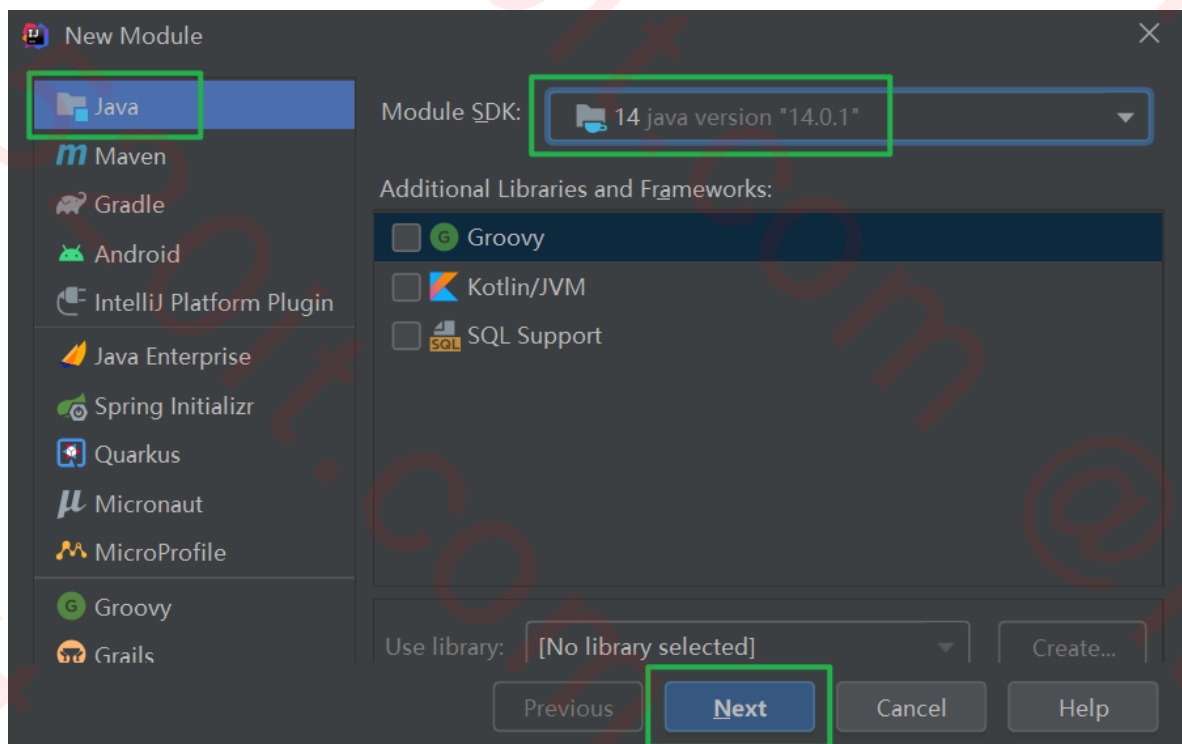 New Module
Java
Maven
Gradle
Android
IntelliJ Platform Plugin
Java Enterprise
Spring Initializr
Quarkus
Micronaut
MicroProfile
Groovy
Grails
Module SDK:
14 java version "14.0.1"
Additional Libraries and Frameworks:
Groovy
Kotlin/JVM
SQL Support
Use library:
[No library selected]
Create...
Previous
Next
Cancel
Help